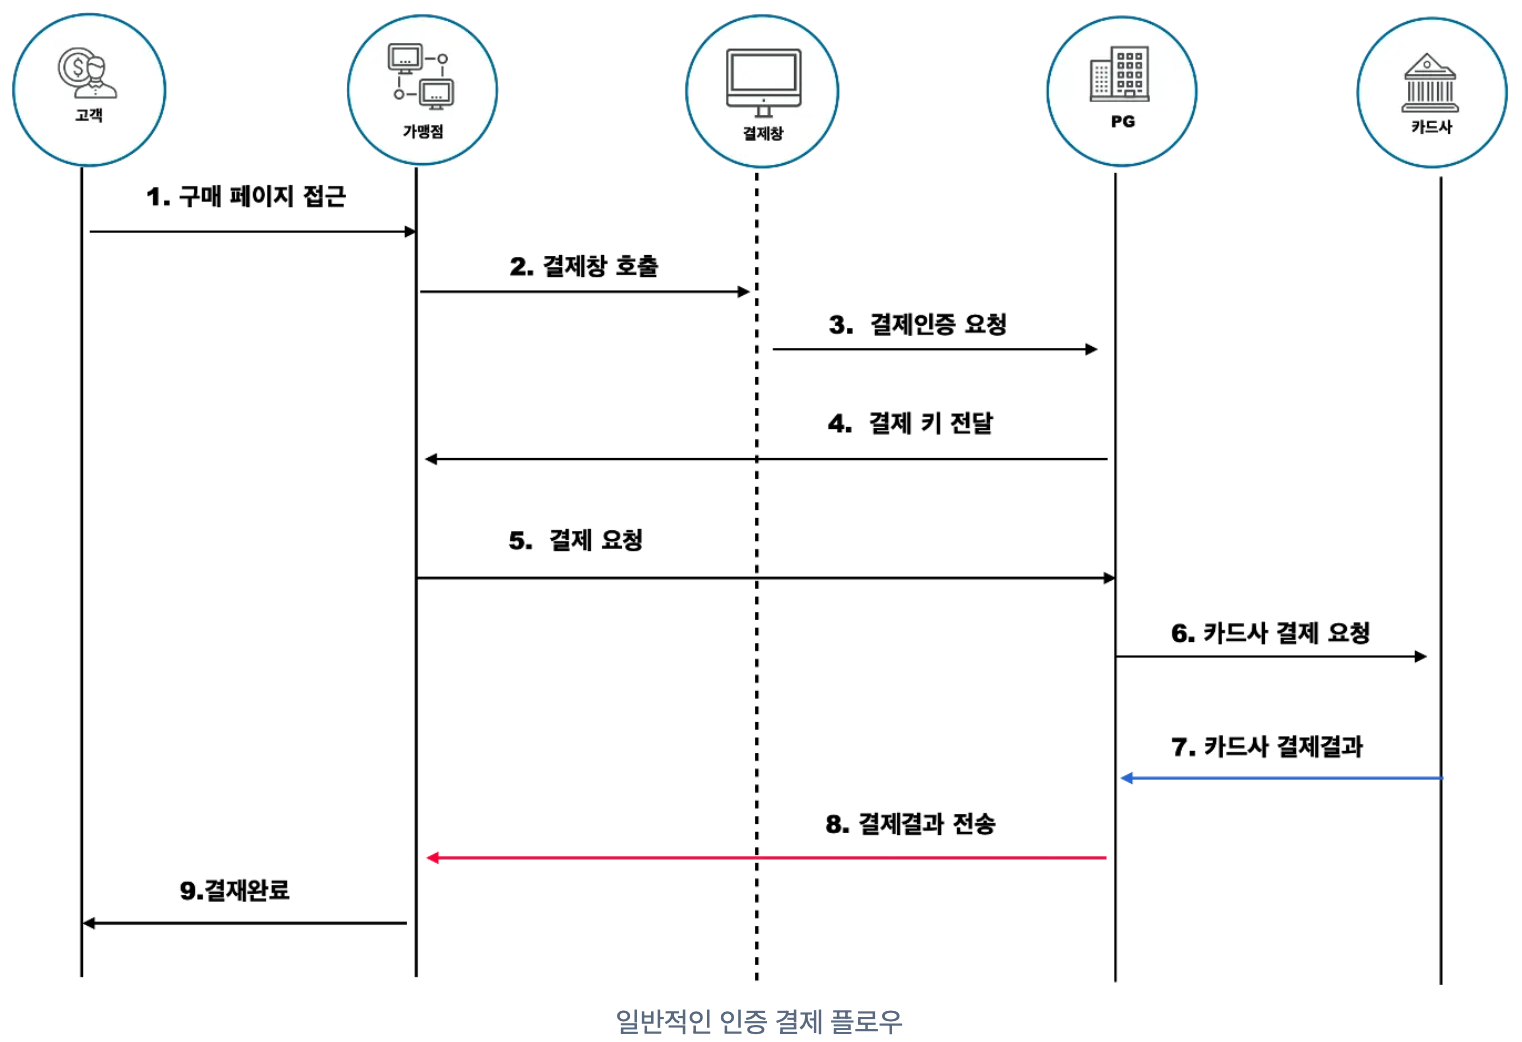 고객
가맹점
결제창
PG
카드사
1. 구매 페이지 접근
2. 결제창 호출
3. 결제인증 요청
4. 결제 키 전달
5. 결제 요청
6. 카드사 결제 요청
7. 카드사 결제결과
8. 결제결과 전송
9.결재완료
일반적인 인증 결제 플로우